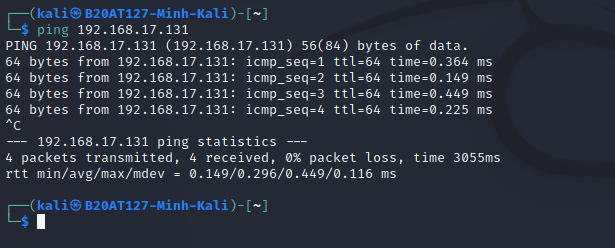 ┌──(kali㉿B20AT127-Minh-Kali)-[~]
└─$ ping 192.168.17.131
PING 192.168.17.131 (192.168.17.131) 56(84) bytes of data.
64 bytes from 192.168.17.131: icmp_seq=1 ttl=64 time=0.364 ms
64 bytes from 192.168.17.131: icmp_seq=2 ttl=64 time=0.149 ms
64 bytes from 192.168.17.131: icmp_seq=3 ttl=64 time=0.449 ms
64 bytes from 192.168.17.131: icmp_seq=4 ttl=64 time=0.225 ms
^C
--- 192.168.17.131 ping statistics ---
4 packets transmitted, 4 received, 0% packet loss, time 3055ms
rtt min/avg/max/mdev = 0.149/0.296/0.449/0.116 ms
┌──(kali㉿B20AT127-Minh-Kali)-[~]
└─$